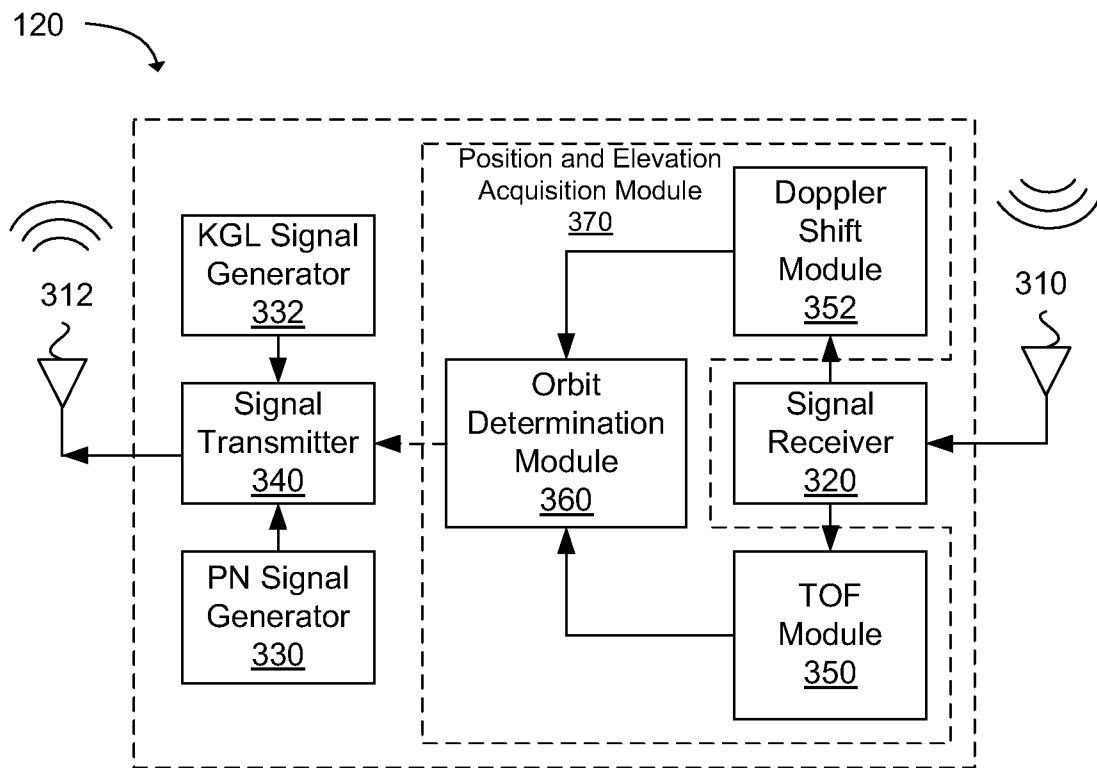 120
Position and Elevation
Acquisition Module
370
Doppler
Shift
Module
352
KGL Signal
Generator
332
312
310
Signal
Transmitter
340
Orbit
Determination
Module
360
Signal
Receiver
320
PN Signal
Generator
330
TOF
Module
350